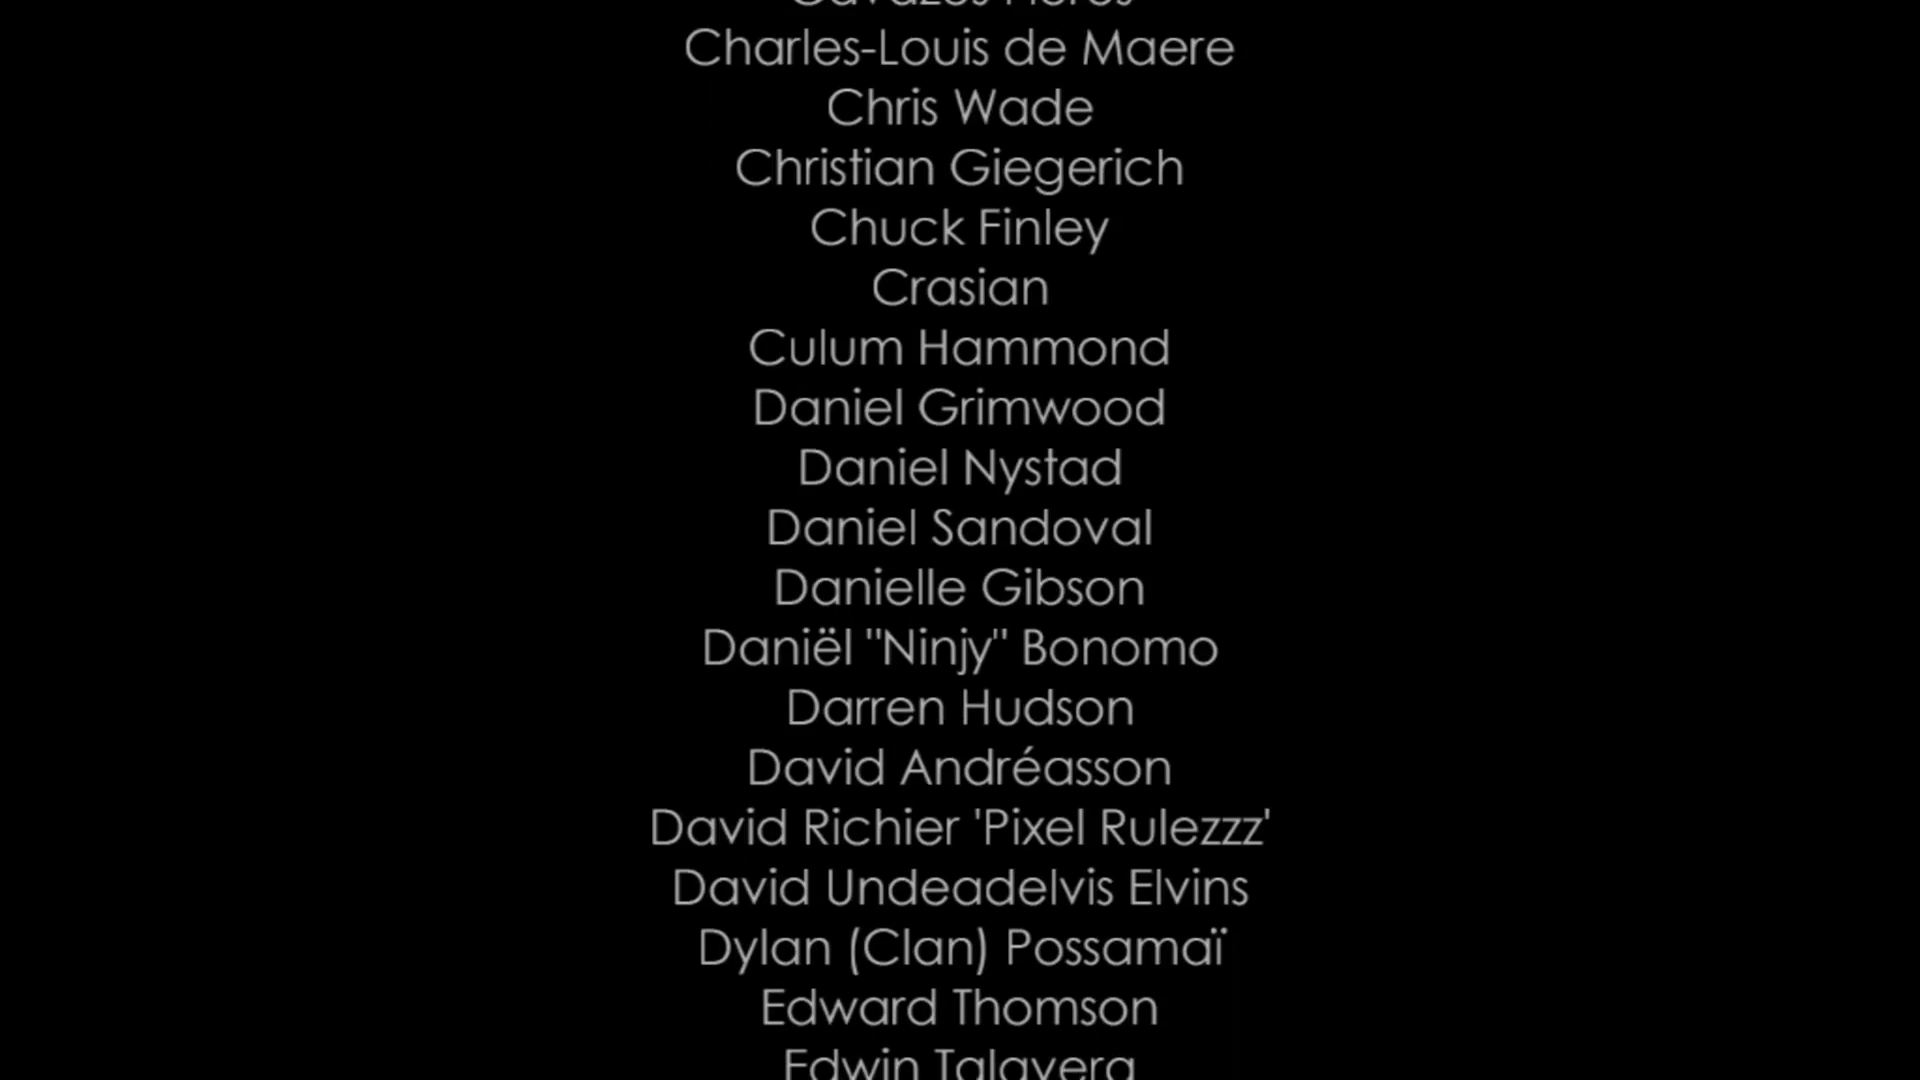 Charles-Louis de Maere
Chris Wade
Christian Giegerich
Chuck Finley
Crasian
Culum Hammond
Daniel Grimwood
Daniel Nystad
Daniel Sandoval
Danielle Gibson
Daniël "Ninjy" Bonomo
Darren Hudson
David Andréasson
David Richier 'Pixel Rulezzz'
David Undeadelvis Elvins
Dylan (Clan) Possamaï
Edward Thomson
Edwin Talavera